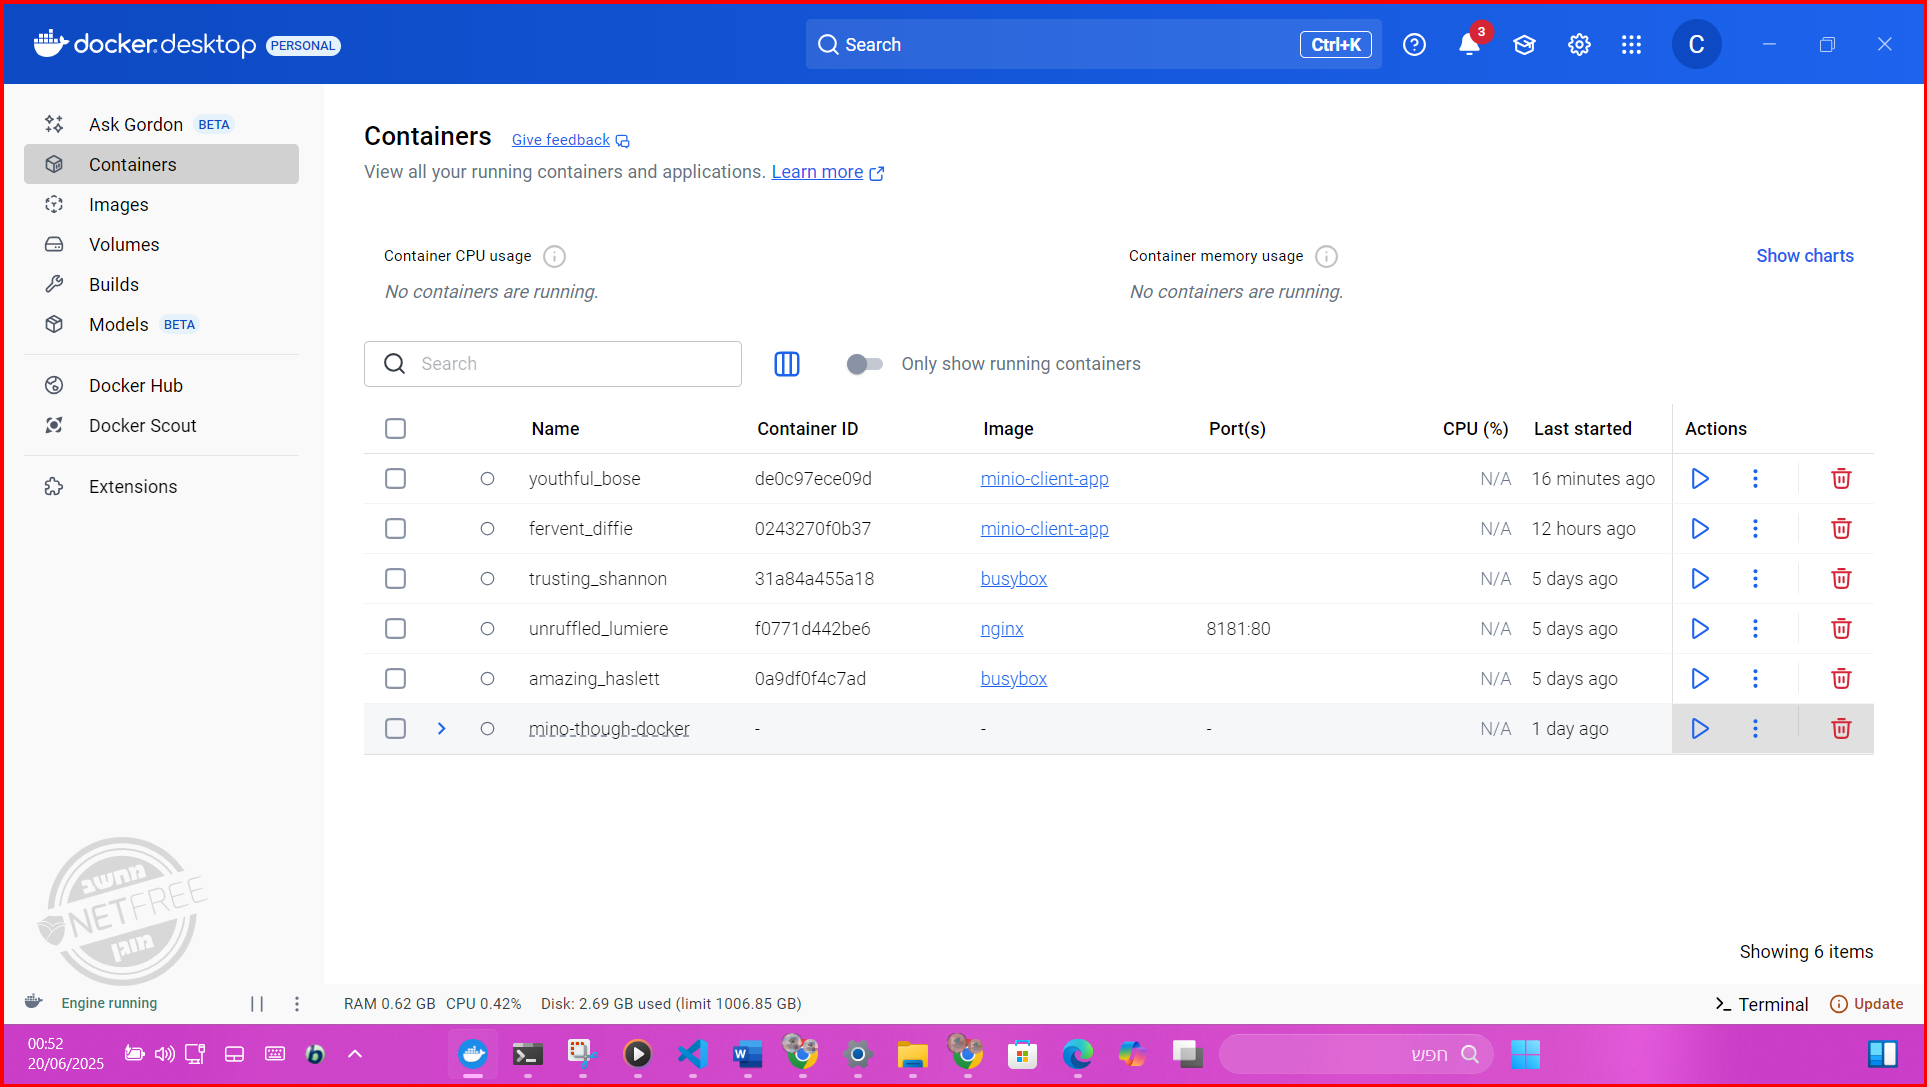 docker.desktop PERSONAL
Search Ctrl+K
3
C
Ask Gordon BETA
Containers
Images
Volumes
Builds
Models BETA
Docker Hub
Docker Scout
Extensions
Containers Give feedback
View all your running containers and applications. Learn more
Container CPU usage
No containers are running.
Container memory usage
No containers are running.
Show charts
Search
Only show running containers
Name Container ID Image Port(s) CPU (%) Last started Actions
youthful_bose de0c97ece09d minio-client-app N/A 16 minutes ago
fervent_diffie 0243270f0b37 minio-client-app N/A 12 hours ago
trusting_shannon 31a84a455a18 busybox N/A 5 days ago
unruffled_lumiere f0771d442be6 nginx 8181:80 N/A 5 days ago
amazing_haslett 0a9df0f4c7ad busybox N/A 5 days ago
mino-though-docker - - - N/A 1 day ago
Showing 6 items
מחשב
NETFREE
מוגן
Engine running
RAM 0.62 GB CPU 0.42% Disk: 2.69 GB used (limit 1006.85 GB)
Terminal
Update
00:52
20/06/2025
חפש